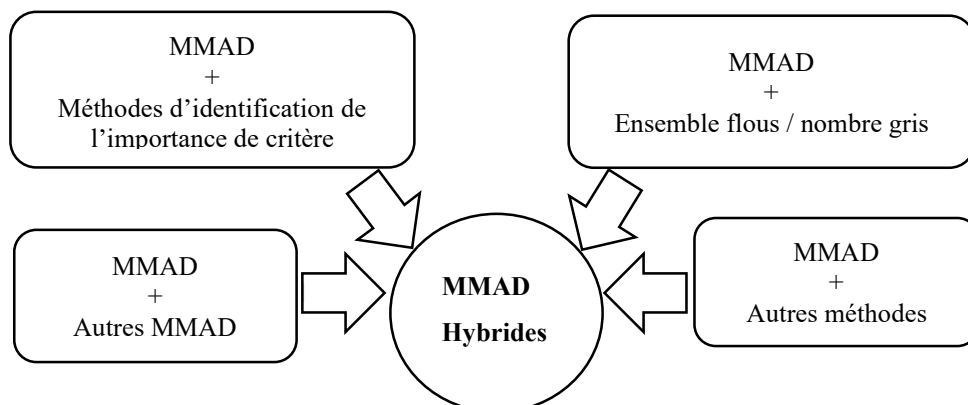 MMAD
+
Méthodes d’identification de
l’importance de critère
MMAD
+
Ensemble flous / nombre gris
MMAD
+
Autres MMAD
MMAD
Hybrides
MMAD
+
Autres méthodes